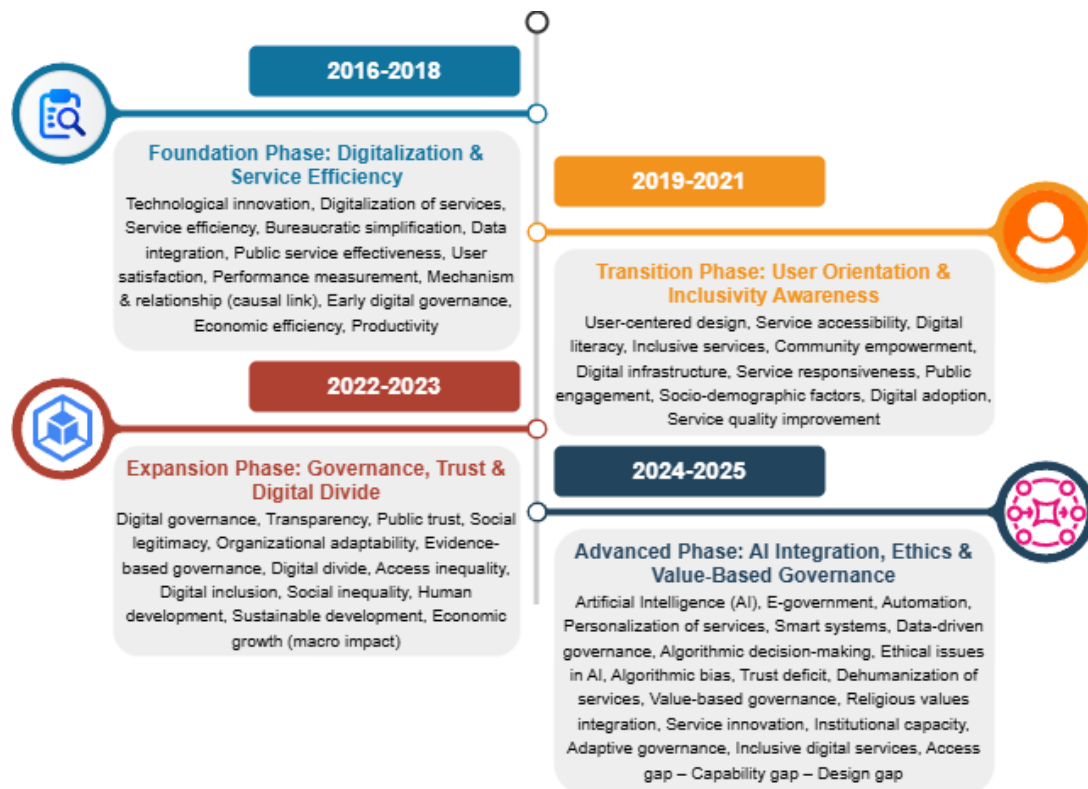 2016-2018
Foundation Phase: Digitalization &
Service Efficiency
Technological innovation, Digitalization of services,
Service efficiency, Bureaucratic simplification, Data
integration, Public service effectiveness, User
satisfaction, Performance measurement, Mechanism
& relationship (causal link), Early digital governance,
Economic efficiency, Productivity
2019-2021
Transition Phase: User Orientation &
Inclusivity Awareness
User-centered design, Service accessibility, Digital
literacy, Inclusive services, Community empowerment,
Digital infrastructure, Service responsiveness, Public
engagement, Socio-demographic factors, Digital adoption,
Service quality improvement
2022-2023
Expansion Phase: Governance, Trust &
Digital Divide
Digital governance, Transparency, Public trust, Social
legitimacy, Organizational adaptability, Evidence-
based governance, Digital divide, Access inequality,
Digital inclusion, Social inequality, Human
development, Sustainable development, Economic
growth (macro impact)
2024-2025
Advanced Phase: AI Integration, Ethics &
Value-Based Governance
Artificial Intelligence (AI), E-government, Automation,
Personalization of services, Smart systems, Data-driven
governance, Algorithmic decision-making, Ethical issues
in AI, Algorithmic bias, Trust deficit, Dehumanization of
services, Value-based governance, Religious values
integration, Service innovation, Institutional capacity,
Adaptive governance, Inclusive digital services, Access
gap – Capability gap – Design gap